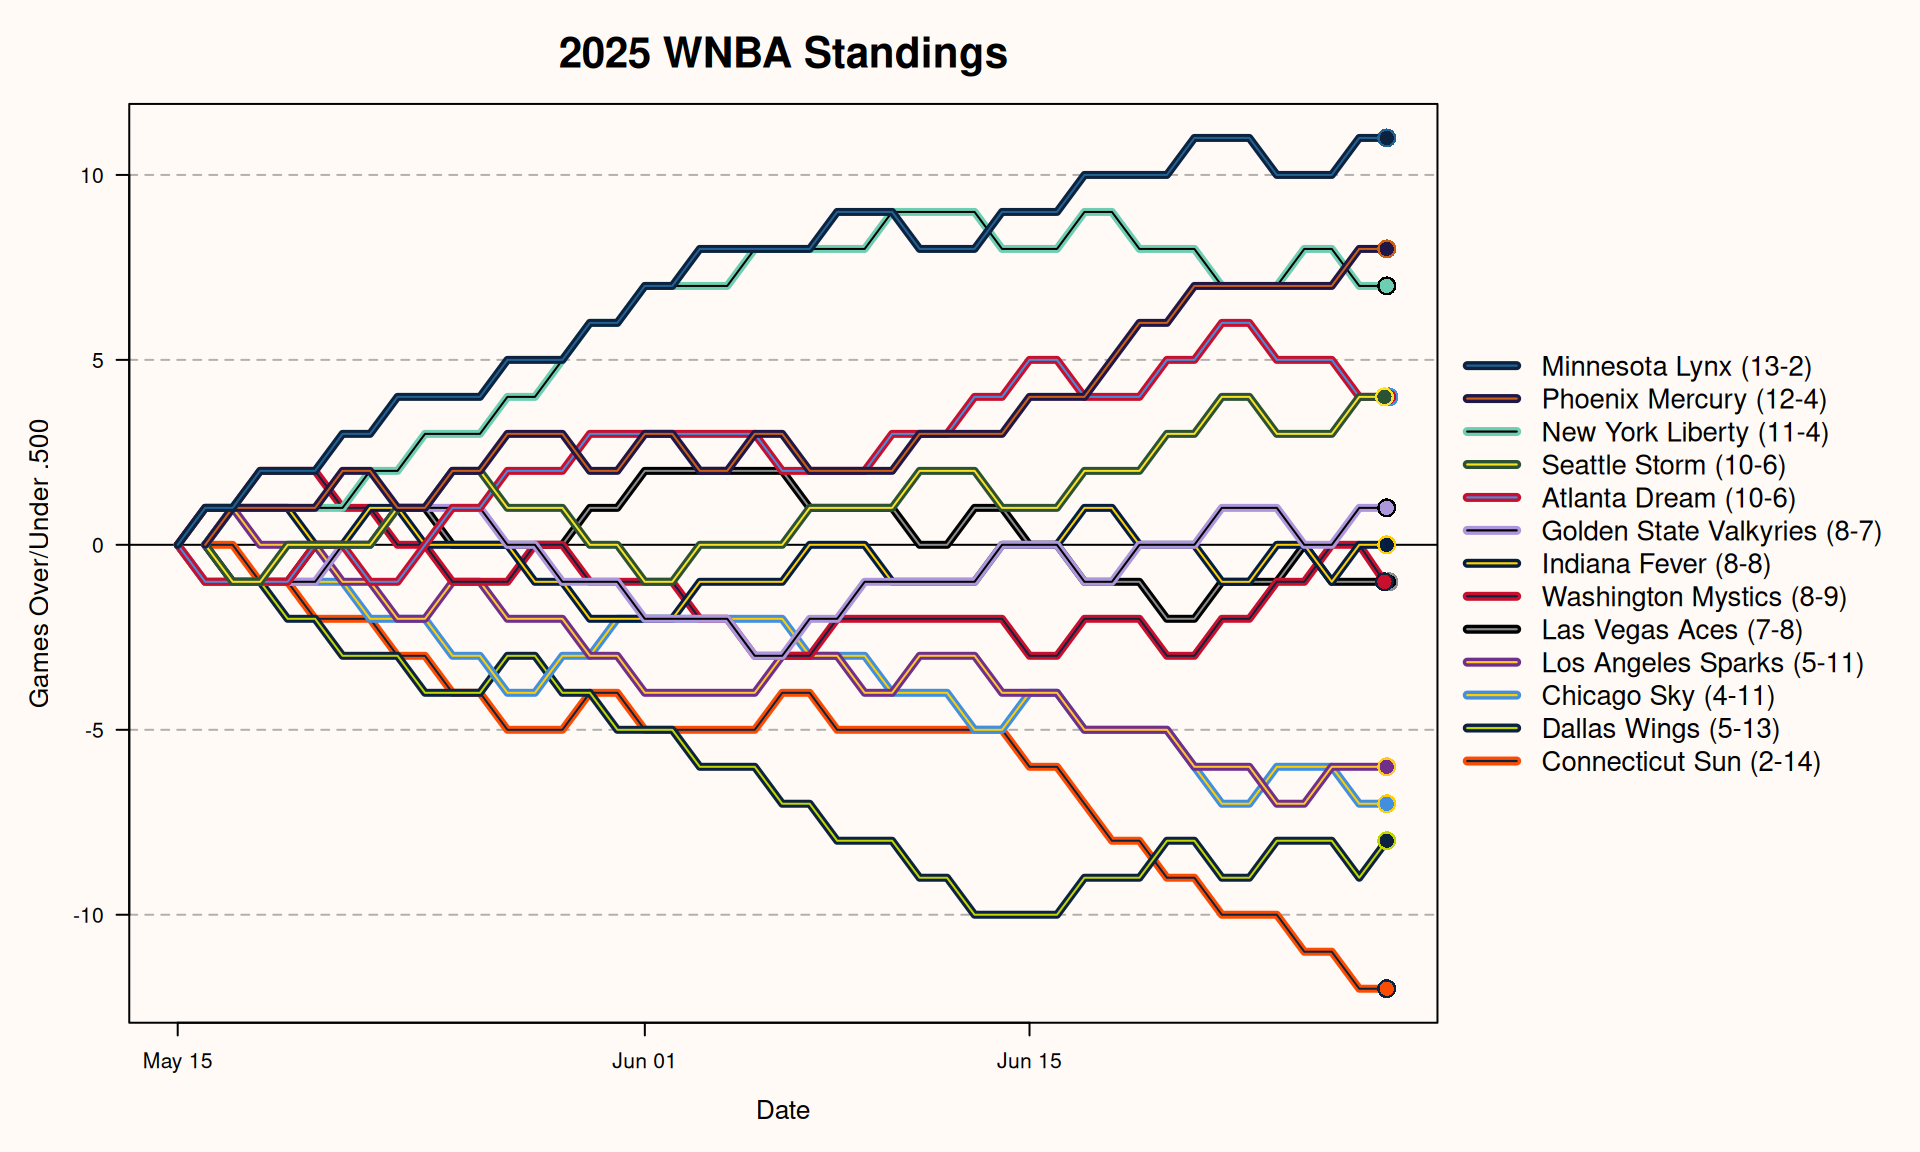 2025 WNBA Standings
Games Over/Under .500
10
5
0
-5
-10
May 15
Jun 01
Jun 15
Date
Minnesota Lynx (13-2)
Phoenix Mercury (12-4)
New York Liberty (11-4)
Seattle Storm (10-6)
Atlanta Dream (10-6)
Golden State Valkyries (8-7)
Indiana Fever (8-8)
Washington Mystics (8-9)
Las Vegas Aces (7-8)
Los Angeles Sparks (5-11)
Chicago Sky (4-11)
Dallas Wings (5-13)
Connecticut Sun (2-14)